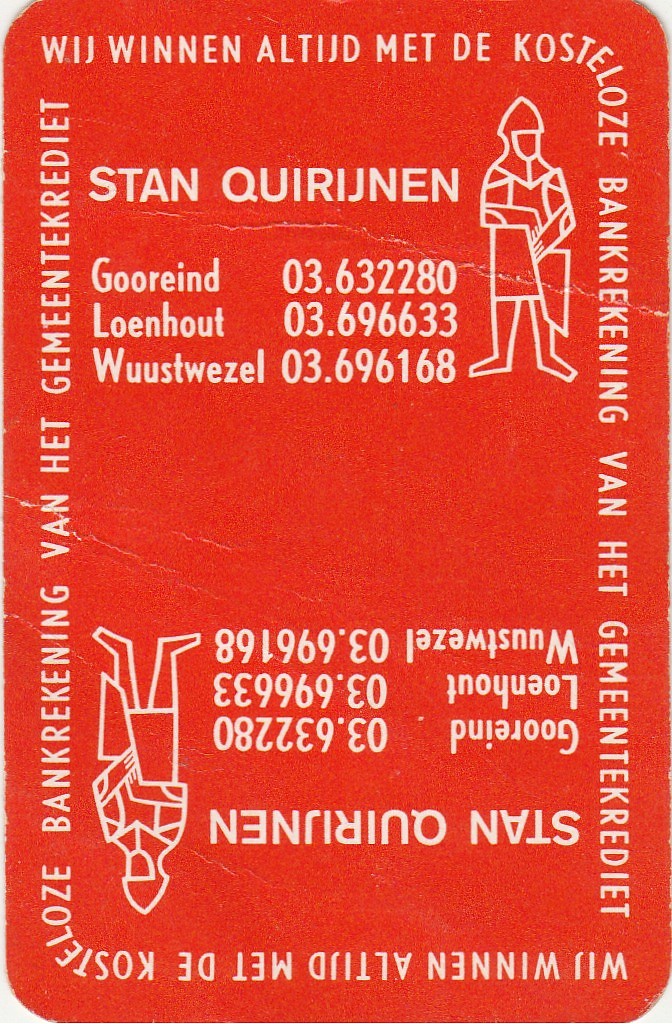 WIJ WINNEN ALTIJD MET DE KOSTELOZE BANKREKENING VAN HET GEMEENTEKREDIET
STAN QUIRIJNEN
Gooreind 03.632280
Loenhout 03.696633
Wuustwezel 03.696168
WIJ WINNEN ALTIJD MET DE KOSTELOZE BANKREKENING VAN HET GEMEENTEKREDIET
STAN QUIRIJNEN
Gooreind 03.632280
Loenhout 03.696633
Wuustwezel 03.696168